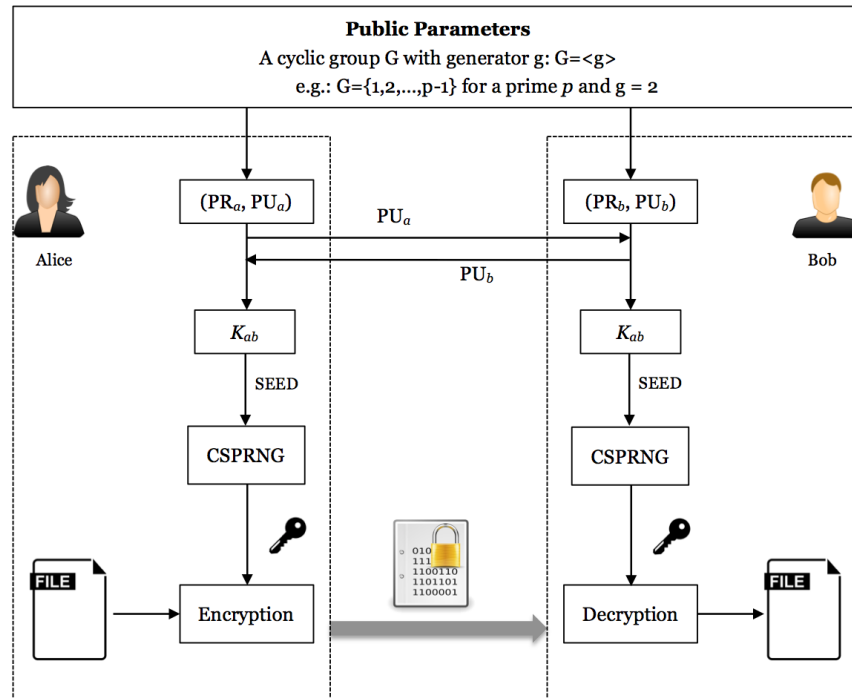 Public Parameters
A cyclic group G with generator g: G=<g>
e.g.: G={1,2,...,p-1} for a prime p and g = 2
(PRa, PUa)
(PRb, PUb)
PUa
Alice
Bob
PUb
Kab
Kab
SEED
SEED
CSPRNG
CSPRNG
010
111
1100110
1101101
1100001
FILE
FILE
Encryption
Decryption